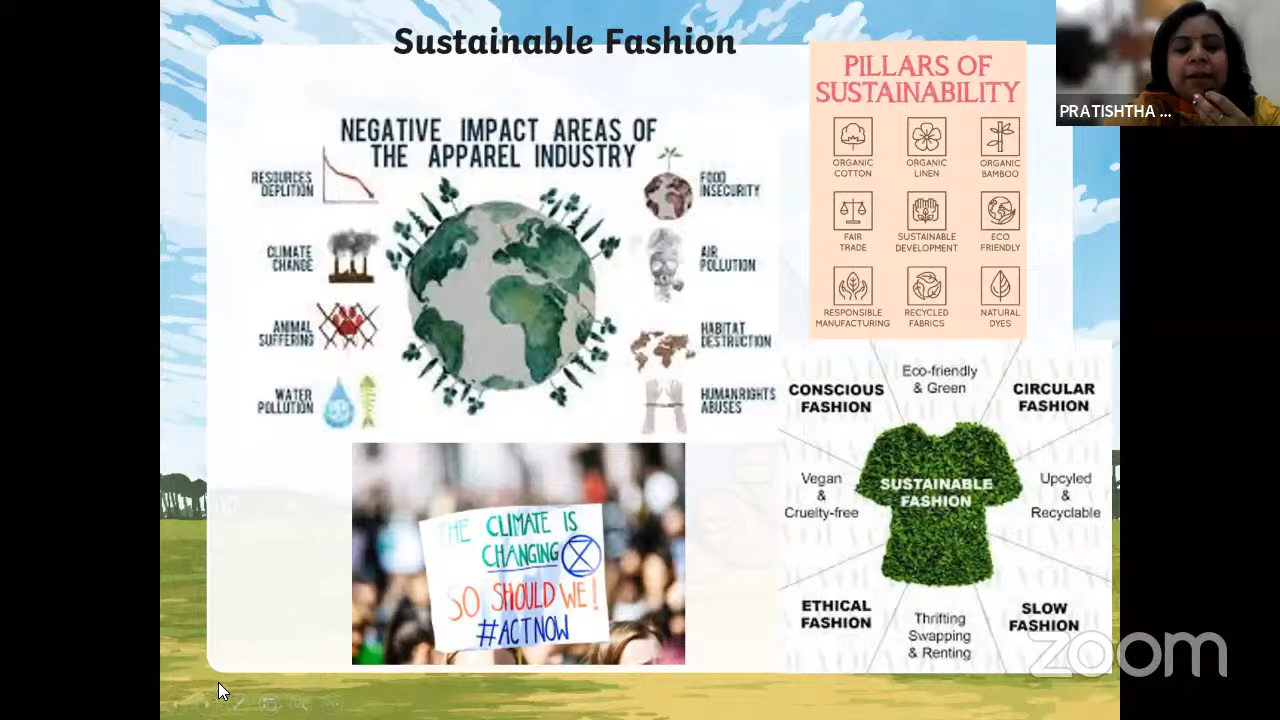 Sustainable Fashion
NEGATIVE IMPACT AREAS OF
THE APPAREL INDUSTRY
RESOURCES
DEPLITION
CLIMATE
CHANGE
ANIMAL
SUFFERING
WATER
POLLUTION
FOOD
INSECURITY
AIR
POLLUTION
HABITAT
DESTRUCTION
HUMAN RIGHTS
ABUSES
THE CLIMATE IS
CHANGING
SO SHOULD WE!
#ACTNOW
PILLARS OF
SUSTAINABILITY
ORGANIC
COTTON
ORGANIC
LINEN
ORGANIC
BAMBOO
FAIR
TRADE
SUSTAINABLE
DEVELOPMENT
ECO
FRIENDLY
RESPONSIBLE
MANUFACTURING
RECYCLED
FABRICS
NATURAL
DYES
PRATISHTHA ...
CONSCIOUS
FASHION
Eco-friendly
& Green
CIRCULAR
FASHION
Vegan
&
Cruelty-free
SUSTAINABLE
FASHION
Upcyled
&
Recyclable
ETHICAL
FASHION
Thrifting
Swapping
& Renting
SLOW
FASHION
zoom